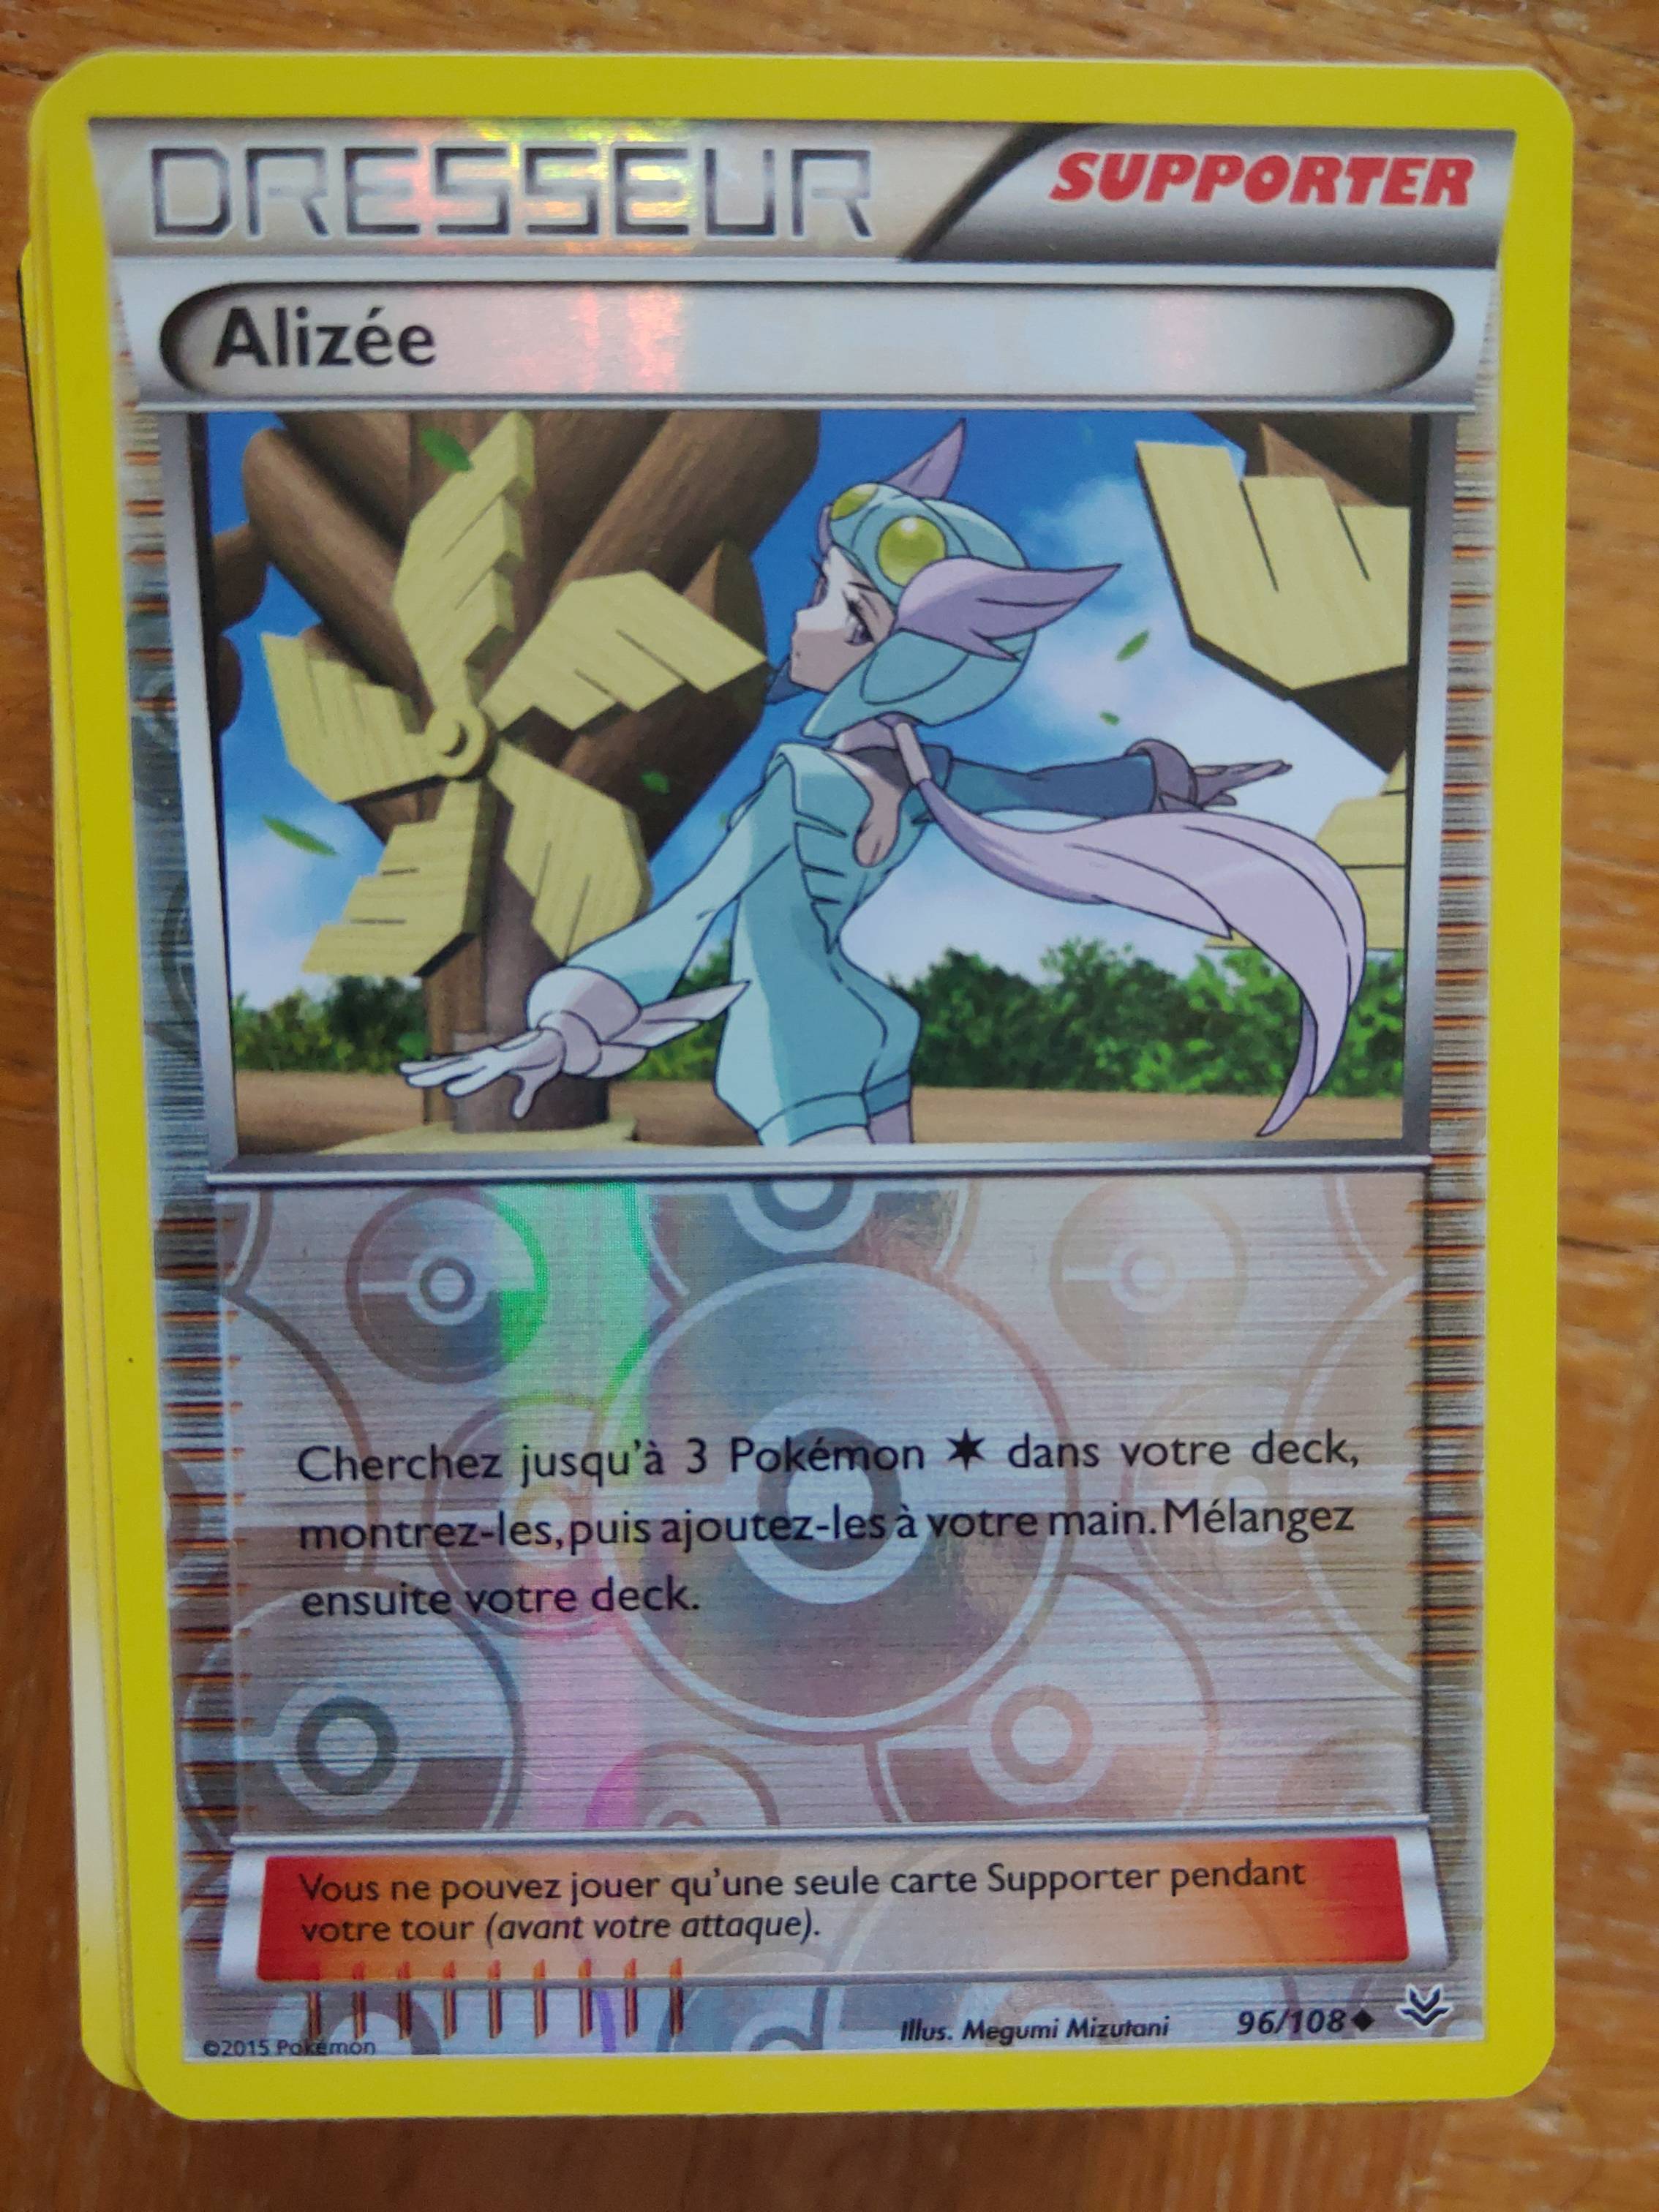 DRESSEUR SUPPORTER
Alizée
Cherchez jusqu'à 3 Pokémon ✶ dans votre deck,
montrez-les, puis ajoutez-les à votre main. Mélangez
ensuite votre deck.
Vous ne pouvez jouer qu'une seule carte Supporter pendant
votre tour (avant votre attaque).
Illus. Megumi Mizutani 96/108
©2015 Pokémon